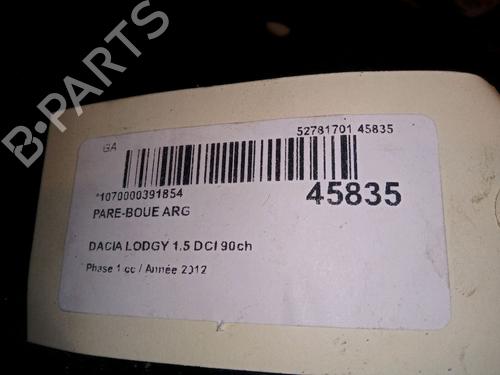 B-PARTS
GA
52781701 45835
*1070000391854
45835
PARE-BOUE ARG
DACIA LODGY 1.5 DCI 90ch
Phase 1 cc / Année 2012